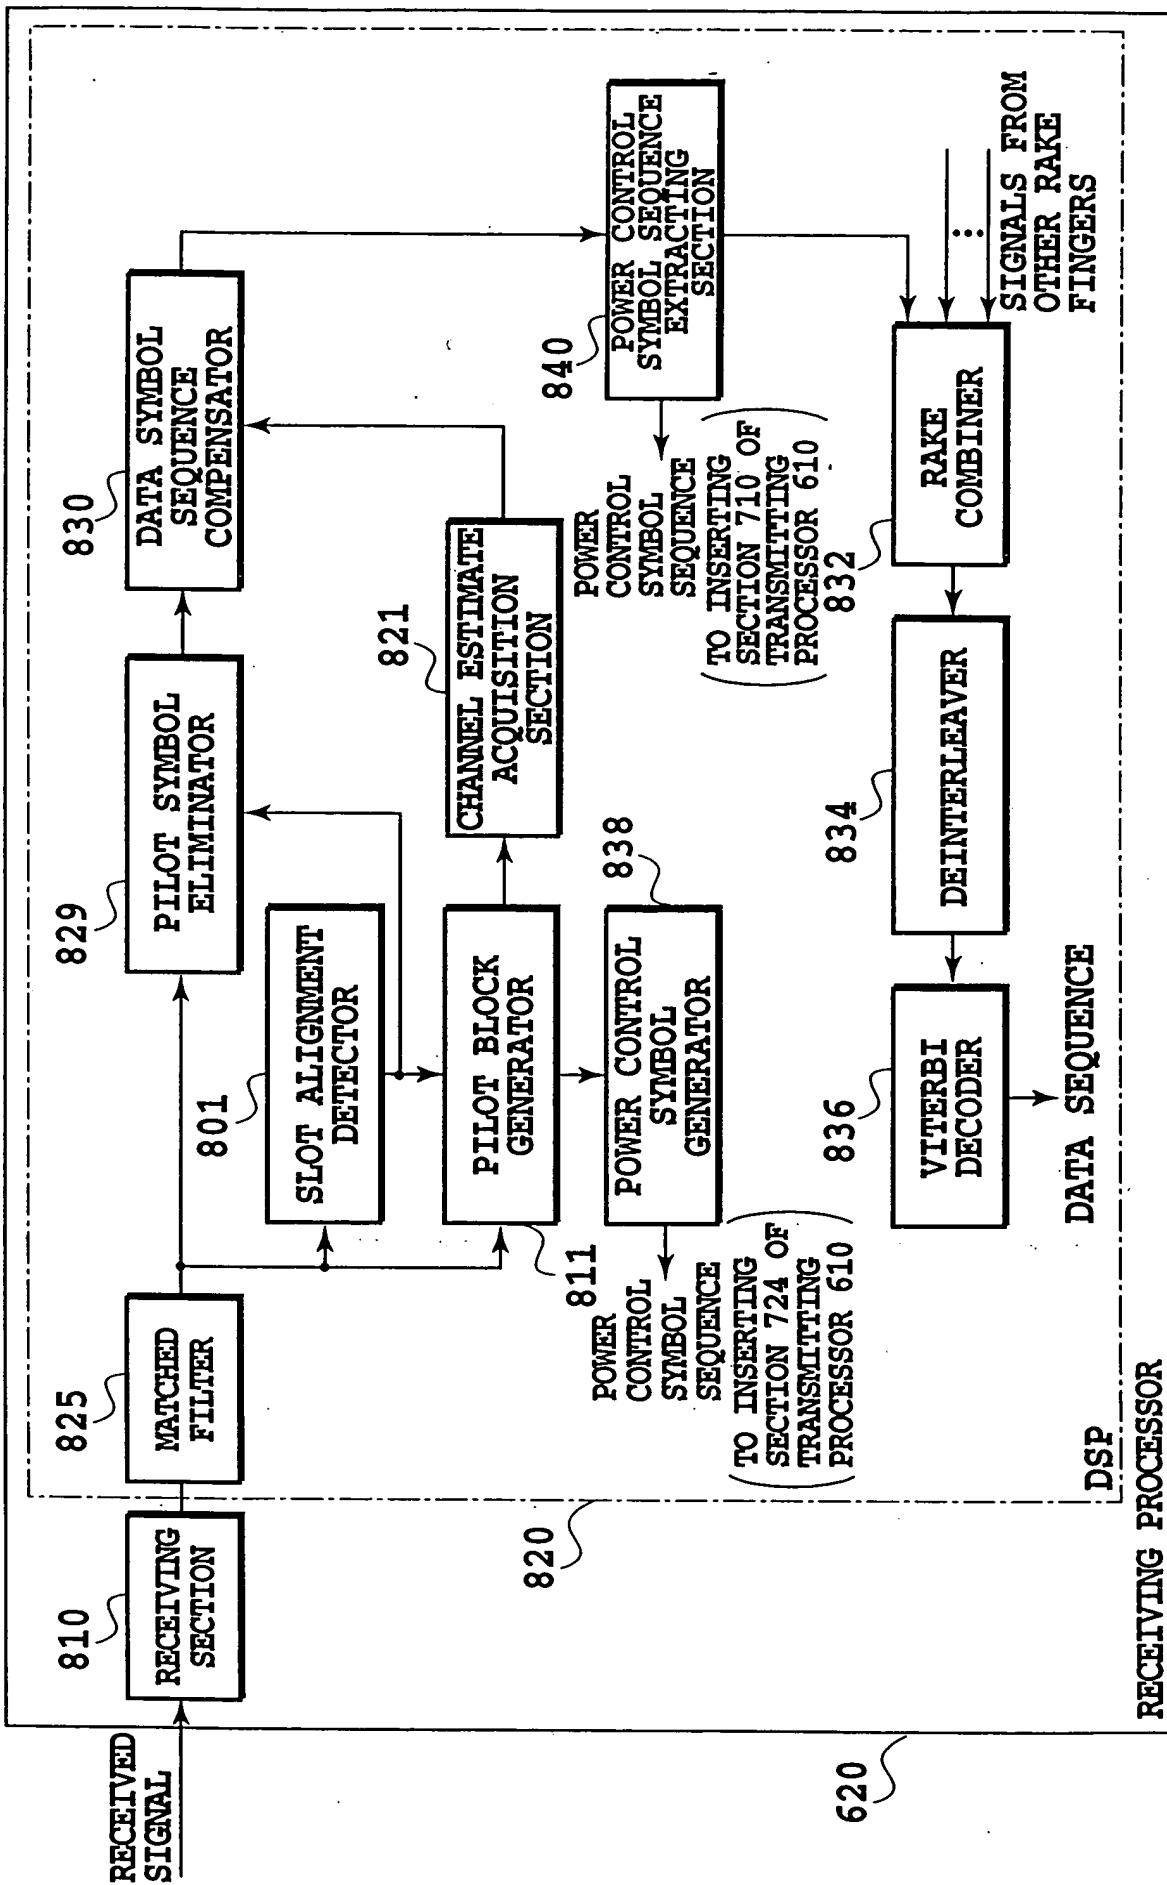 RECEIVED
SIGNAL
810
RECEIVING
SECTION
825
MATCHED
FILTER
829
PILOT SYMBOL
ELIMINATOR
830
DATA SYMBOL
SEQUENCE
COMPENSATOR
801
SLOT ALIGNMENT
DETECTOR
821
CHANNEL ESTIMATE
ACQUISITION
SECTION
811
PILOT BLOCK
GENERATOR
838
POWER CONTROL
SYMBOL
GENERATOR
POWER
CONTROL
SYMBOL
SEQUENCE
(TO INSERTING
SECTION 724 OF
TRANSMITTING
PROCESSOR 610)
840
POWER CONTROL
SYMBOL SEQUENCE
EXTRACTING
SECTION
POWER
CONTROL
SYMBOL
SEQUENCE
(TO INSERTING
SECTION 710 OF
TRANSMITTING
PROCESSOR 610)
832
RAKE
COMBINER
SIGNALS FROM
OTHER RAKE
FINGERS
834
DEINTERLEAVER
836
VITERBI
DECODER
DATA SEQUENCE
820
DSP
620
RECEIVING PROCESSOR